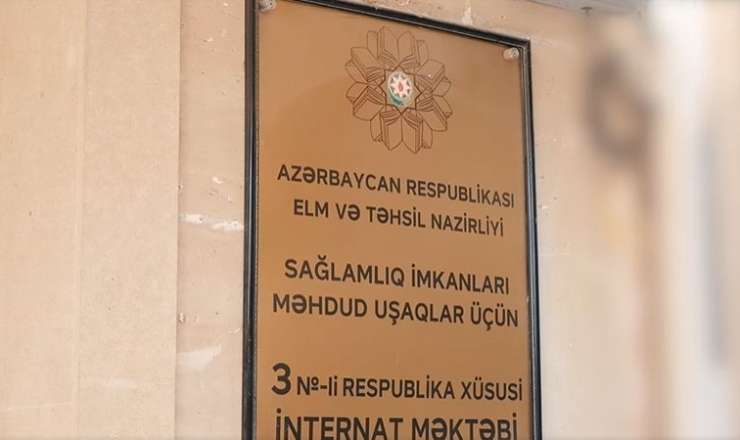 AZƏRBAYCAN RESPUBLİKASI
ELM VƏ TƏHSİL NAZİRLİYİ
SAĞLAMLIQ İMKANLARI
MƏHDUD UŞAQLAR ÜÇÜN
3 №-li RESPUBLİKA XÜSUSİ
İNTERNAT MƏKTƏBİ